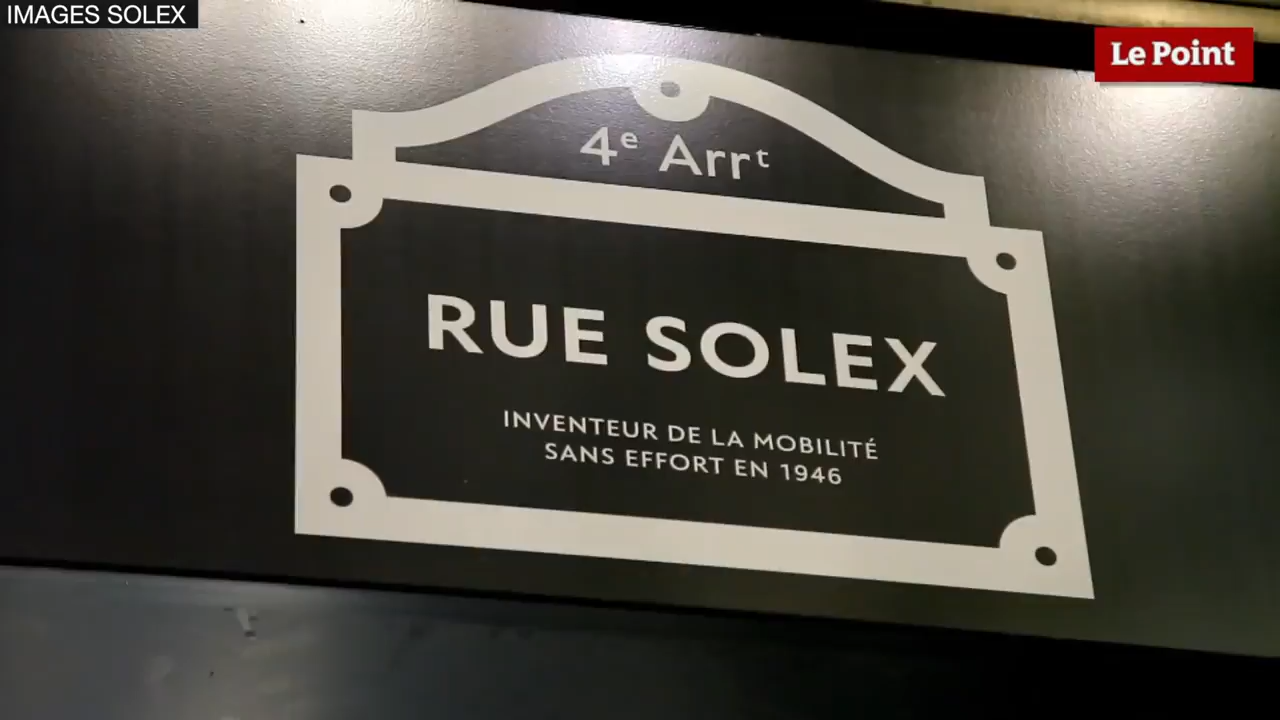 IMAGES SOLEX
Le Point
4e Arrt
RUE SOLEX
INVENTEUR DE LA MOBILITÉ
SANS EFFORT EN 1946